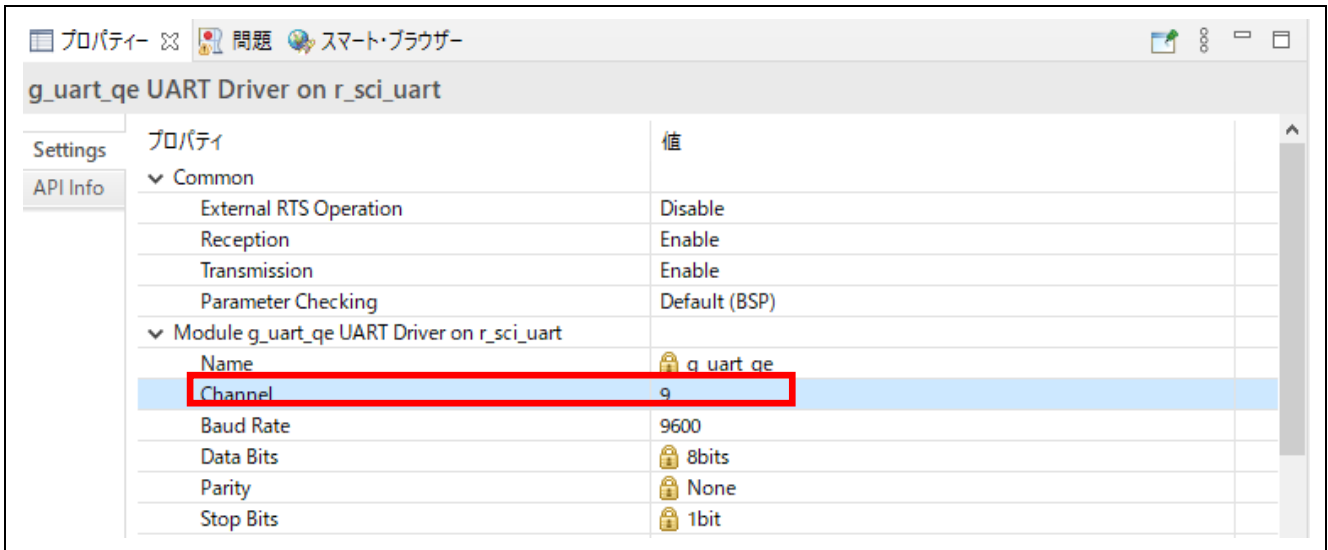 プロパティー 問題 スマート・ブラウザー
g_uart_qe UART Driver on r_sci_uart
Settings
API Info
プロパティ 値
Common
External RTS Operation Disable
Reception Enable
Transmission Enable
Parameter Checking Default (BSP)
Module g_uart_qe UART Driver on r_sci_uart
Name g_uart_qe
Channel 9
Baud Rate 9600
Data Bits 8bits
Parity None
Stop Bits 1bit